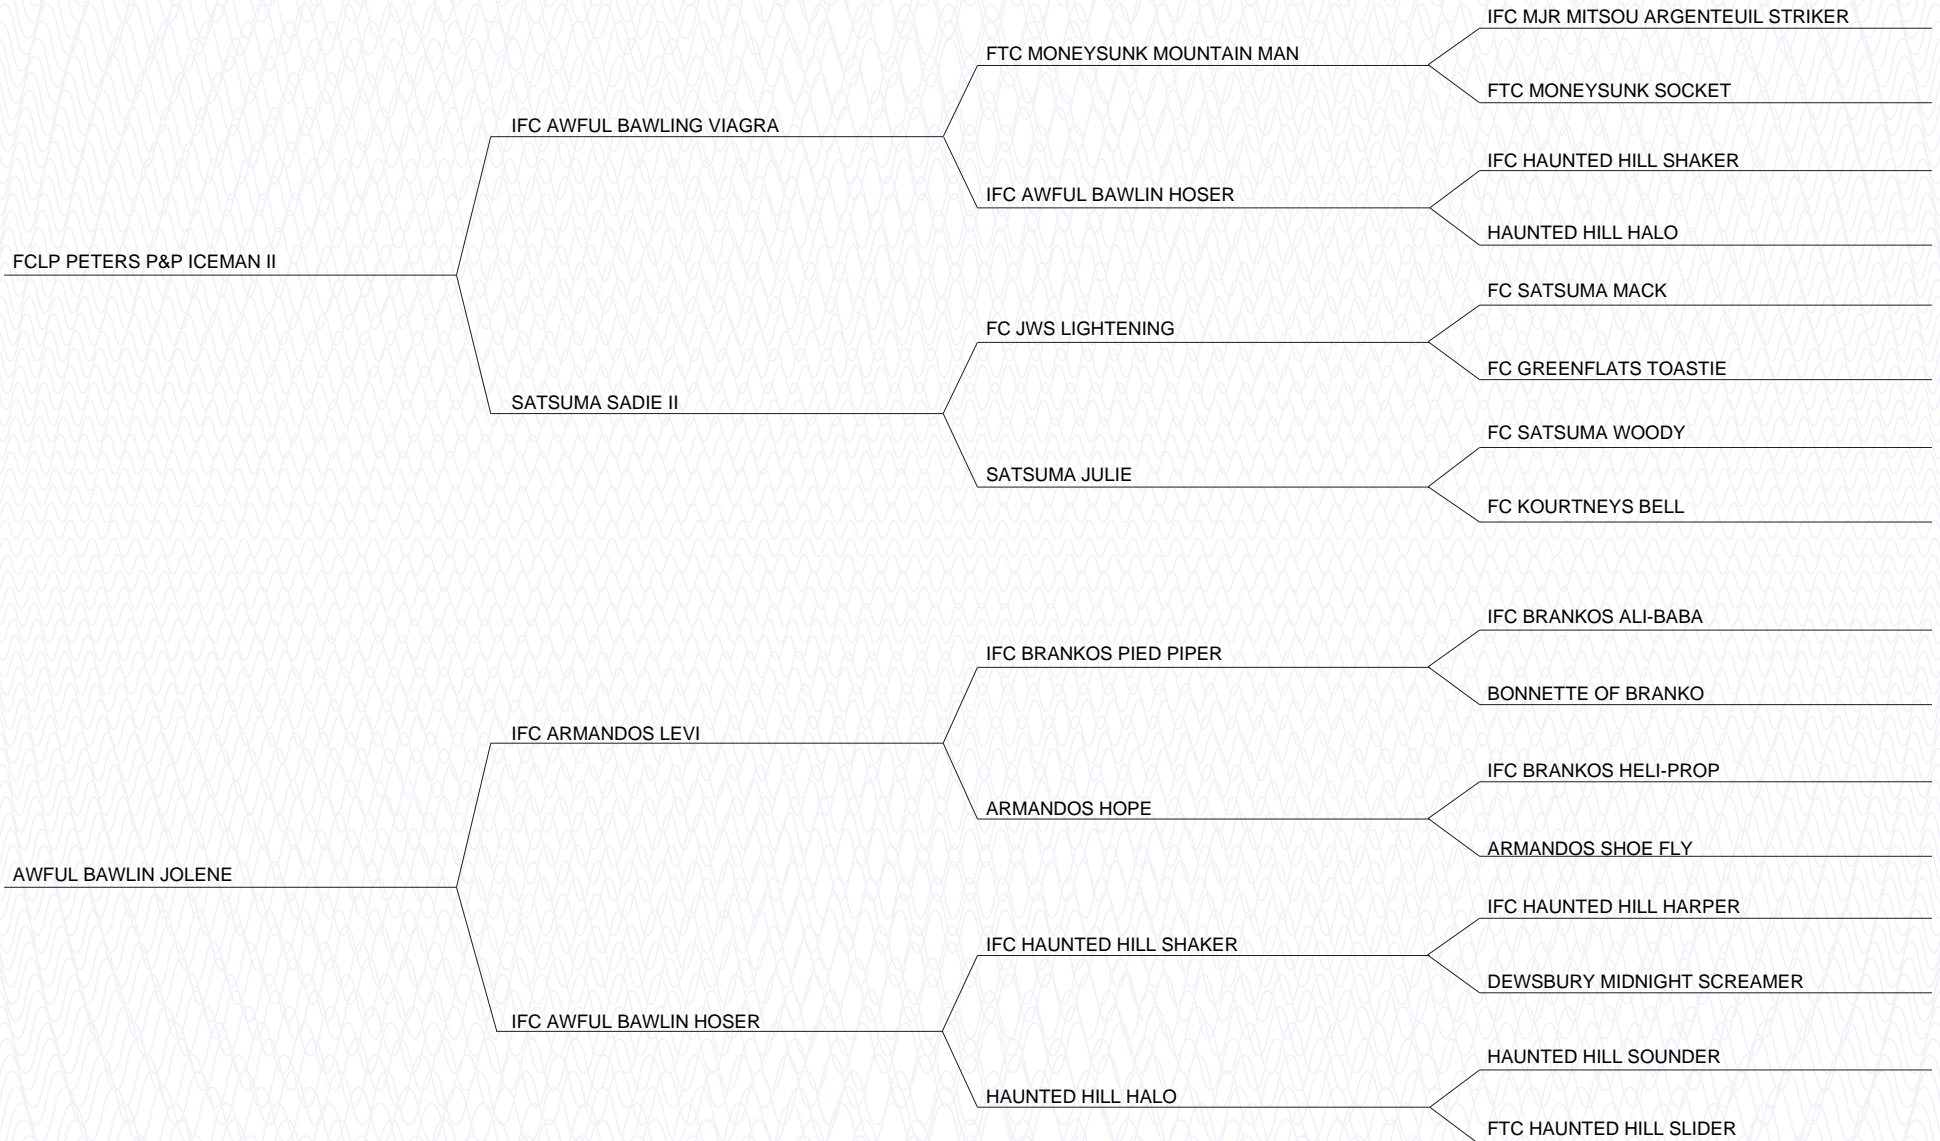 IFC MJR MITSOU ARGENTEUIL STRIKER
FTC MONEYSUNK MOUNTAIN MAN
FTC MONEYSUNK SOCKET
IFC AWFUL BAWLING VIAGRA
IFC HAUNTED HILL SHAKER
IFC AWFUL BAWLIN HOSER
HAUNTED HILL HALO
FCLP PETERS P&P ICEMAN II
FC SATSUMA MACK
FC JWS LIGHTENING
FC GREENFLATS TOASTIE
SATSUMA SADIE II
FC SATSUMA WOODY
SATSUMA JULIE
FC KOURTNEYS BELL
IFC BRANKOS ALI-BABA
IFC BRANKOS PIED PIPER
BONNETTE OF BRANKO
IFC ARMANDOS LEVI
IFC BRANKOS HELI-PROP
ARMANDOS HOPE
ARMANDOS SHOE FLY
AWFUL BAWLIN JOLENE
IFC HAUNTED HILL HARPER
IFC HAUNTED HILL SHAKER
DEWSBURY MIDNIGHT SCREAMER
IFC AWFUL BAWLIN HOSER
HAUNTED HILL SOUNDER
HAUNTED HILL HALO
FTC HAUNTED HILL SLIDER